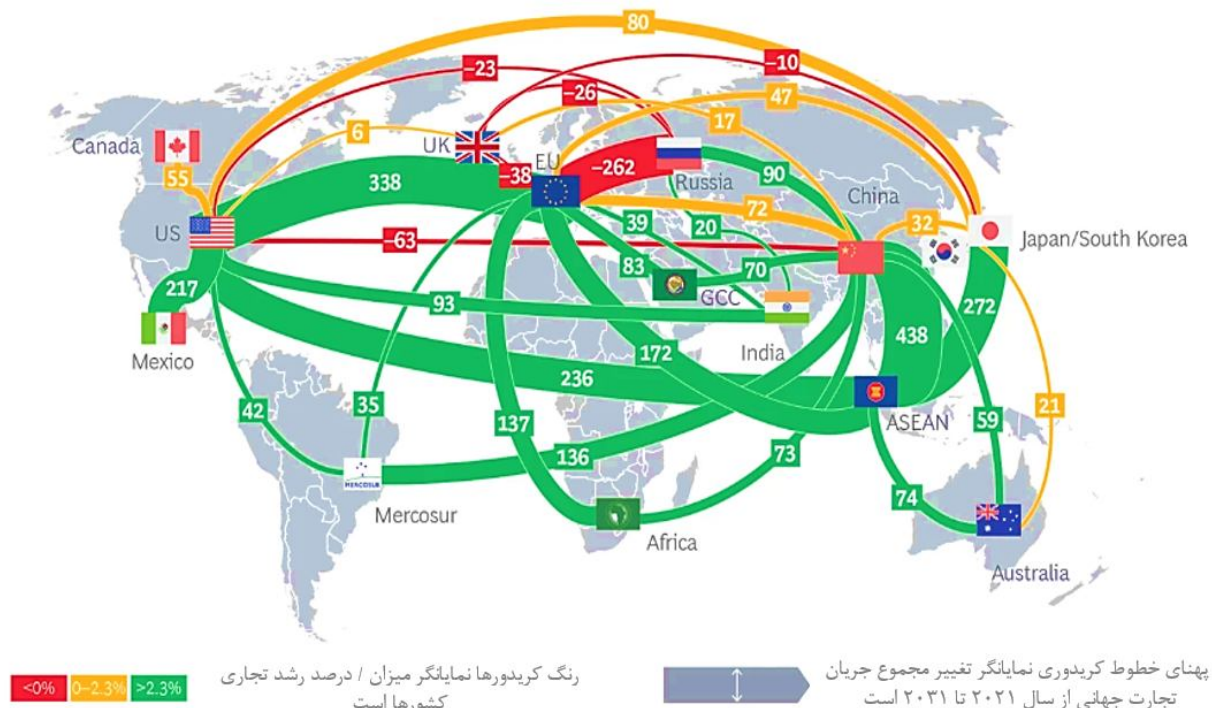 80
–23
–10
–26
47
6
17
Canada
UK
EU
55
338
–38
–262
Russia
90
China
US
39
20
72
32
Japan/South Korea
–63
83
70
GCC
217
93
India
272
438
Mexico
172
236
ASEAN
42
35
137
136
73
59
21
MERCOSUR
Mercosur
74
Africa
Australia
پهنای خطوط کریدوری نمایانگر تغییر مجموع جریان
تجارت جهانی از سال ۲۰۲۱ تا ۲۰۳۱ است
رنگ کریدورها نمایانگر میزان / درصد رشد تجاری
کشورها است
<0% 0–2.3% >2.3%